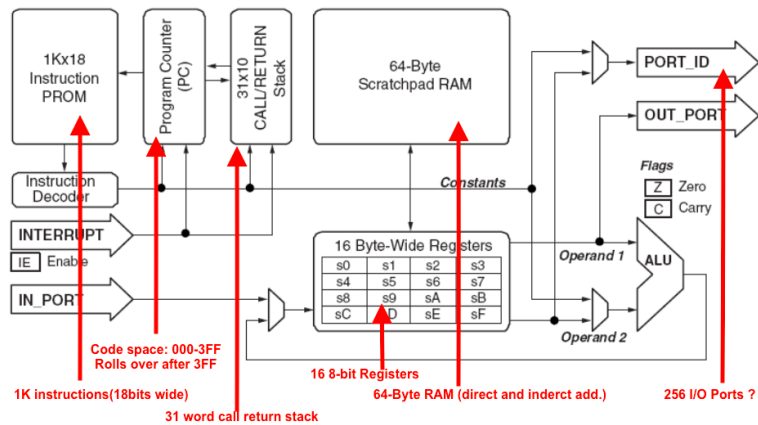 1Kx18
Instruction
PROM
Program Counter
(PC)
31x10
CALL/RETURN
Stack
64-Byte
Scratchpad RAM
PORT_ID
OUT_PORT
Instruction
Decoder
Constants
Flags
Z Zero
C Carry
INTERRUPT
IE Enable
16 Byte-Wide Registers
Operand 1
ALU
s0 s1 s2 s3
s4 s5 s6 s7
IN_PORT
s8 s9 sA sB
sC D sE sF
Operand 2
Code space: 000-3FF
Rolls over after 3FF
16 8-bit Registers
1K instructions(18bits wide)
64-Byte RAM (direct and inderct add.)
256 I/O Ports ?
31 word call return stack